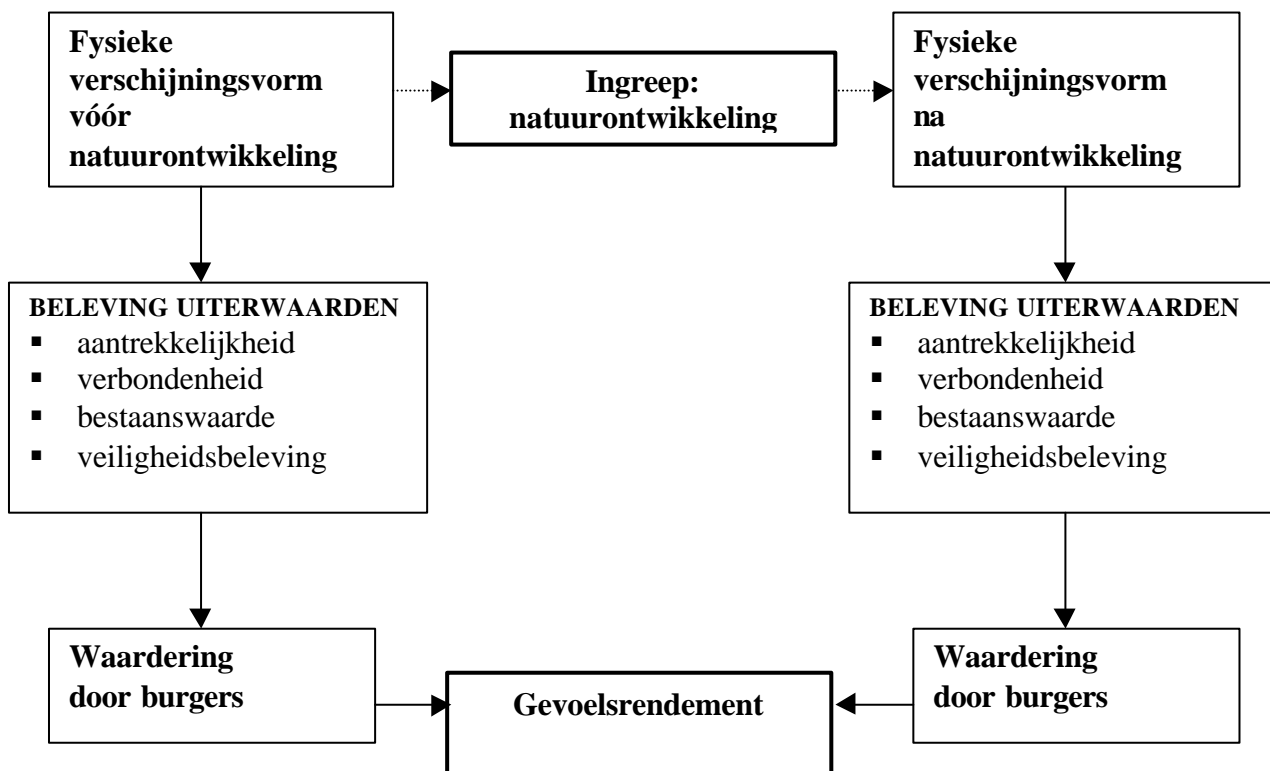 Fysieke
verschijningsvorm
vóór
natuurontwikkeling
Ingreep:
natuurontwikkeling
Fysieke
verschijningsvorm
na
natuurontwikkeling
BELEVING UITERWAARDEN
▪ aantrekkelijkheid
▪ verbondenheid
▪ bestaanswaarde
▪ veiligheidsbeleving
BELEVING UITERWAARDEN
▪ aantrekkelijkheid
▪ verbondenheid
▪ bestaanswaarde
▪ veiligheidsbeleving
Waardering
door burgers
Gevoelsrendement
Waardering
door burgers